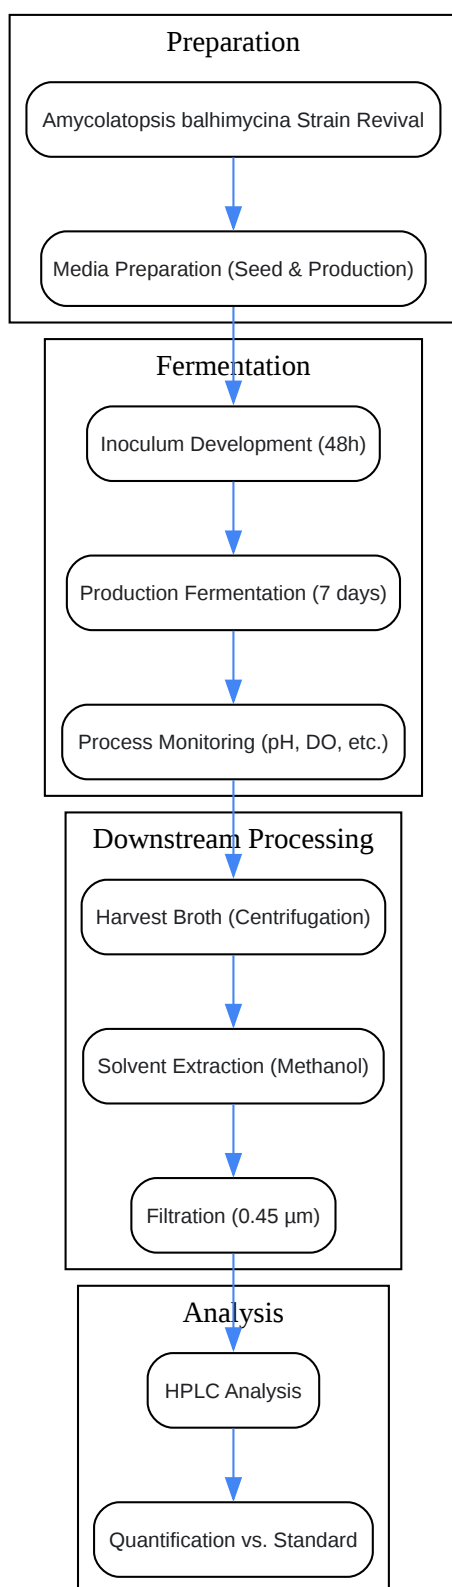 Preparation
Amycolatopsis balhimycina Strain Revival
Media Preparation (Seed & Production)
Fermentation
Inoculum Development (48h)
Production Fermentation (7 days)
Process Monitoring (pH, DO, etc.)
Downstream Processing
Harvest Broth (Centrifugation)
Solvent Extraction (Methanol)
Filtration (0.45 µm)
Analysis
HPLC Analysis
Quantification vs. Standard